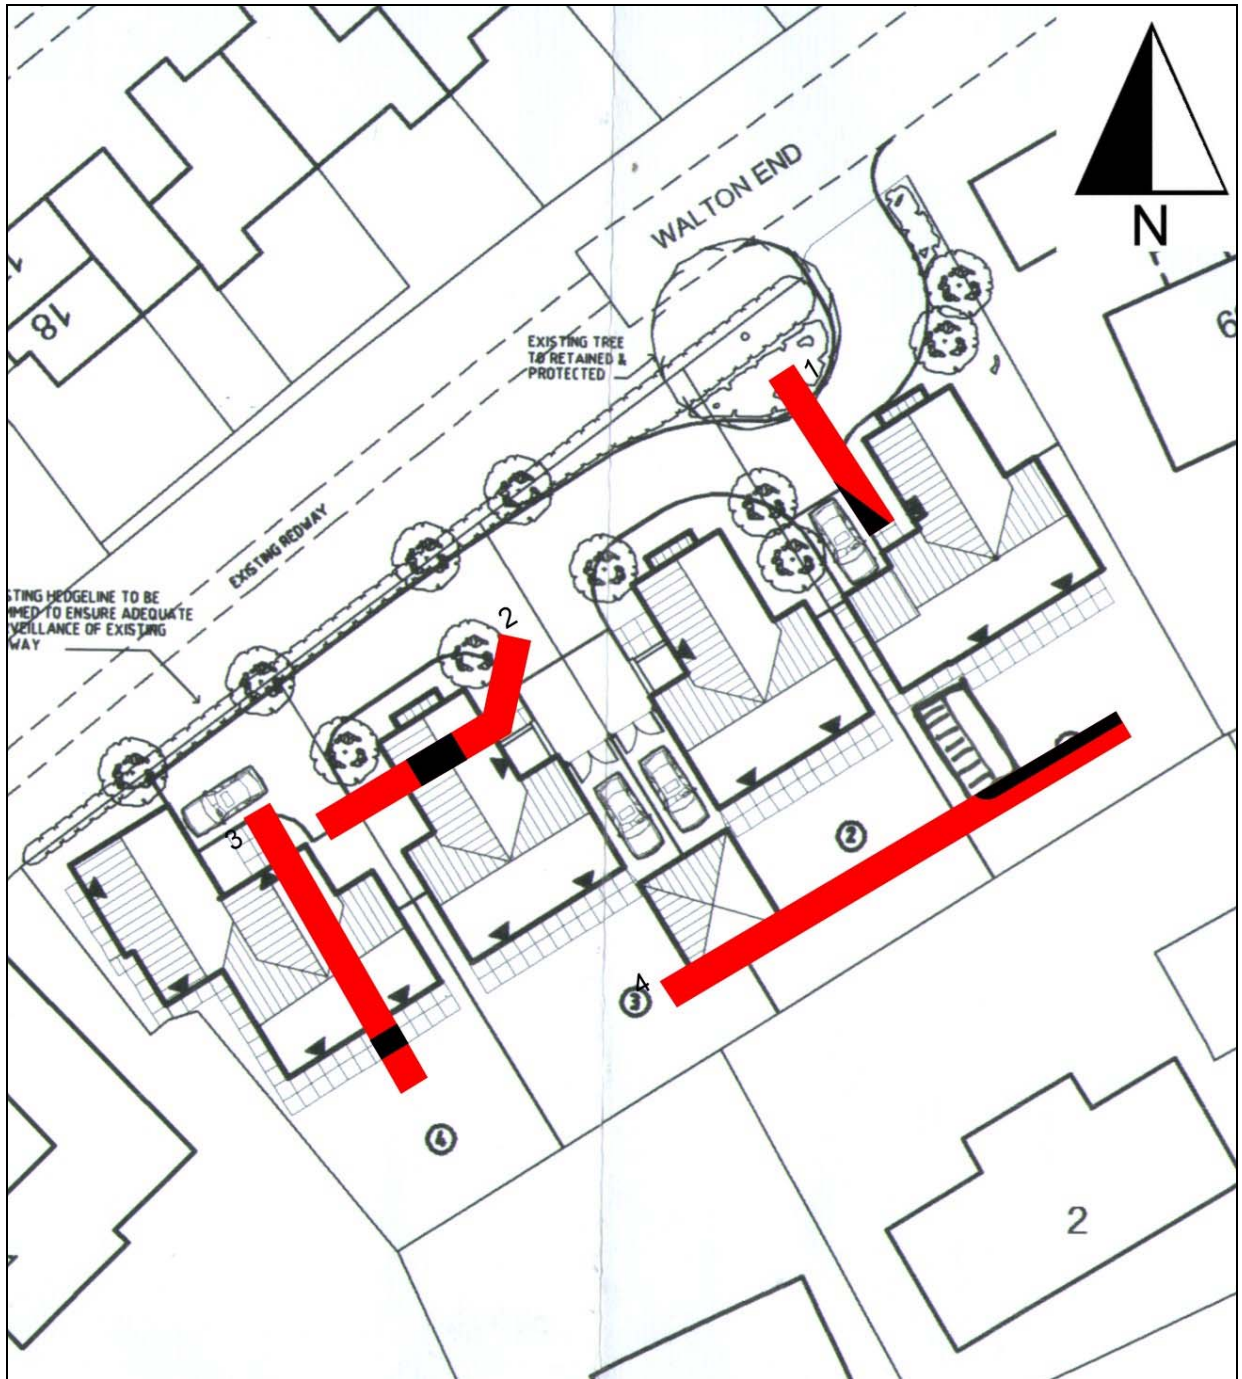 N
WALTON END
18
6
EXISTING TREE
TO RETAINED &
PROTECTED
1
EXISTING REDWAY
STING HEDGELINE TO BE
MMED TO ENSURE ADEQUATE
VEILLANCE OF EXISTING
WAY
2
3
2
4
3
4
2